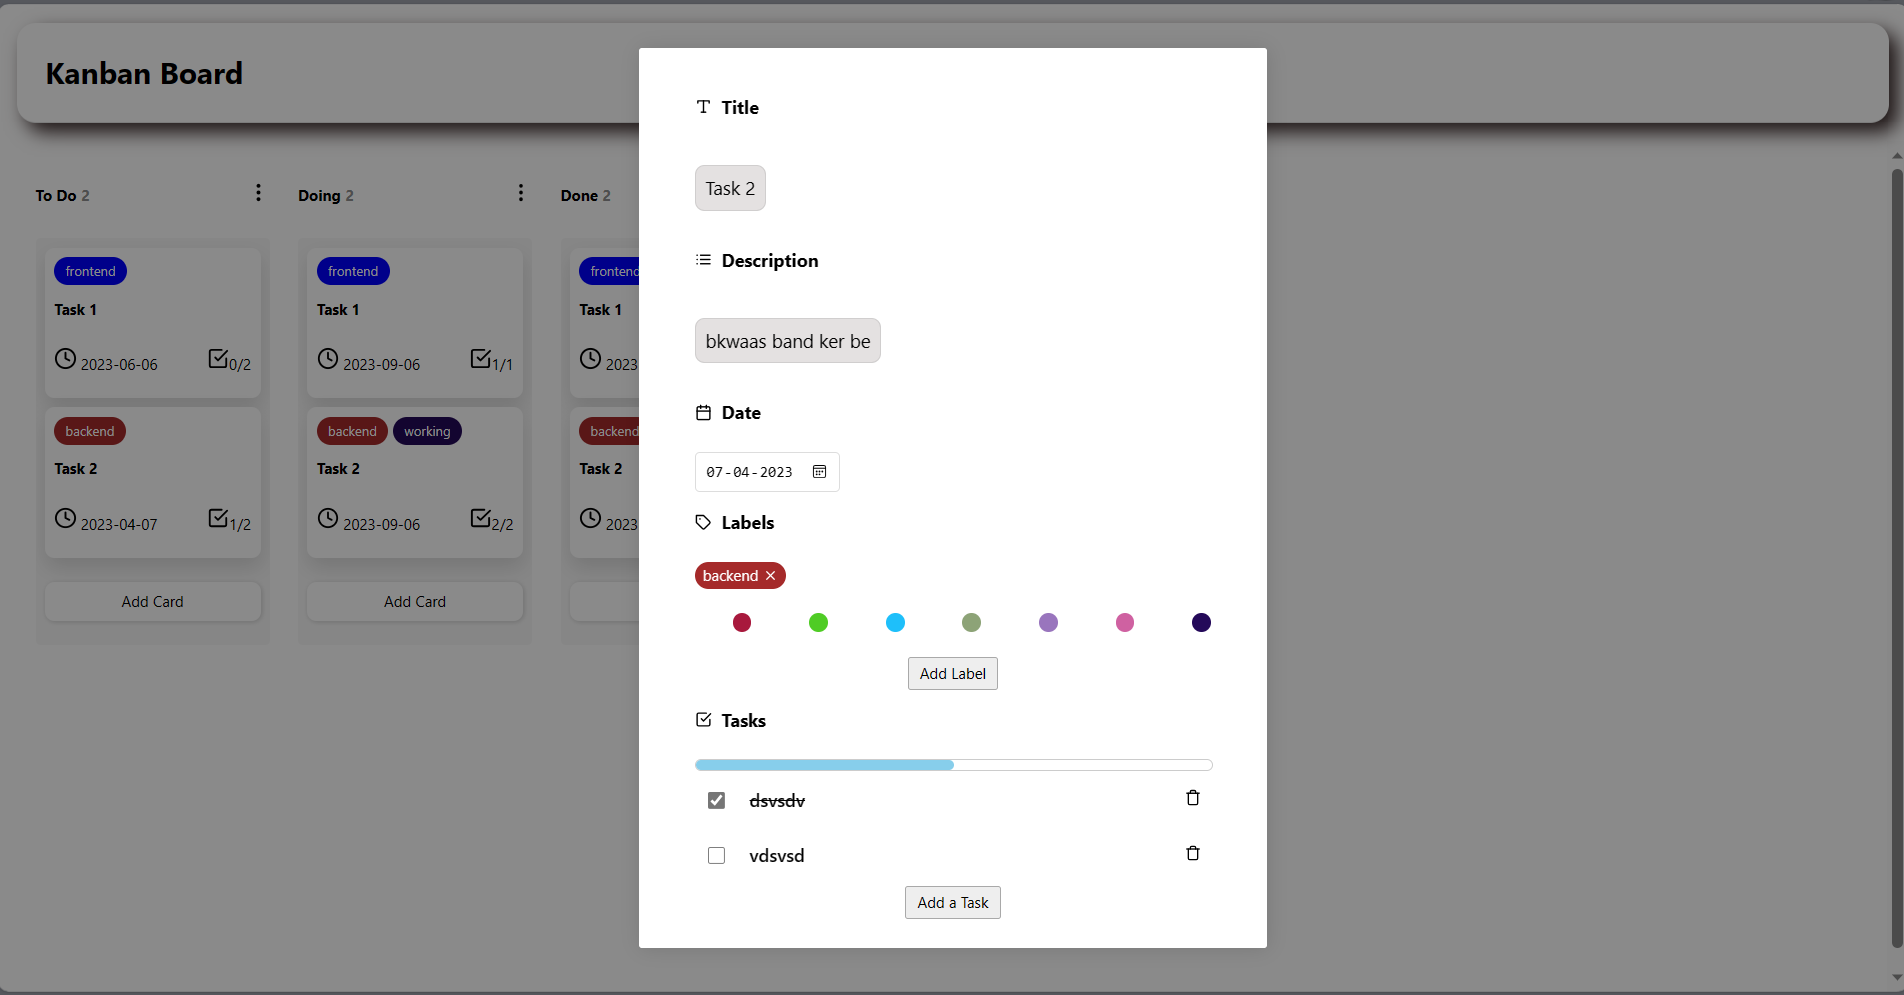 Kanban Board
To Do 2
Doing 2
Done 2
frontend
Task 1
2023-06-06 0/2
backend
Task 2
2023-04-07 1/2
Add Card
frontend
Task 1
2023-09-06 1/1
backend working
Task 2
2023-09-06 2/2
Add Card
frontend
Task 1
2023
backend
Task 2
2023
Title
Task 2
Description
bkwaas band ker be
Date
07-04-2023
Labels
backend ×
Add Label
Tasks
dsvsdv
vdsvsd
Add a Task